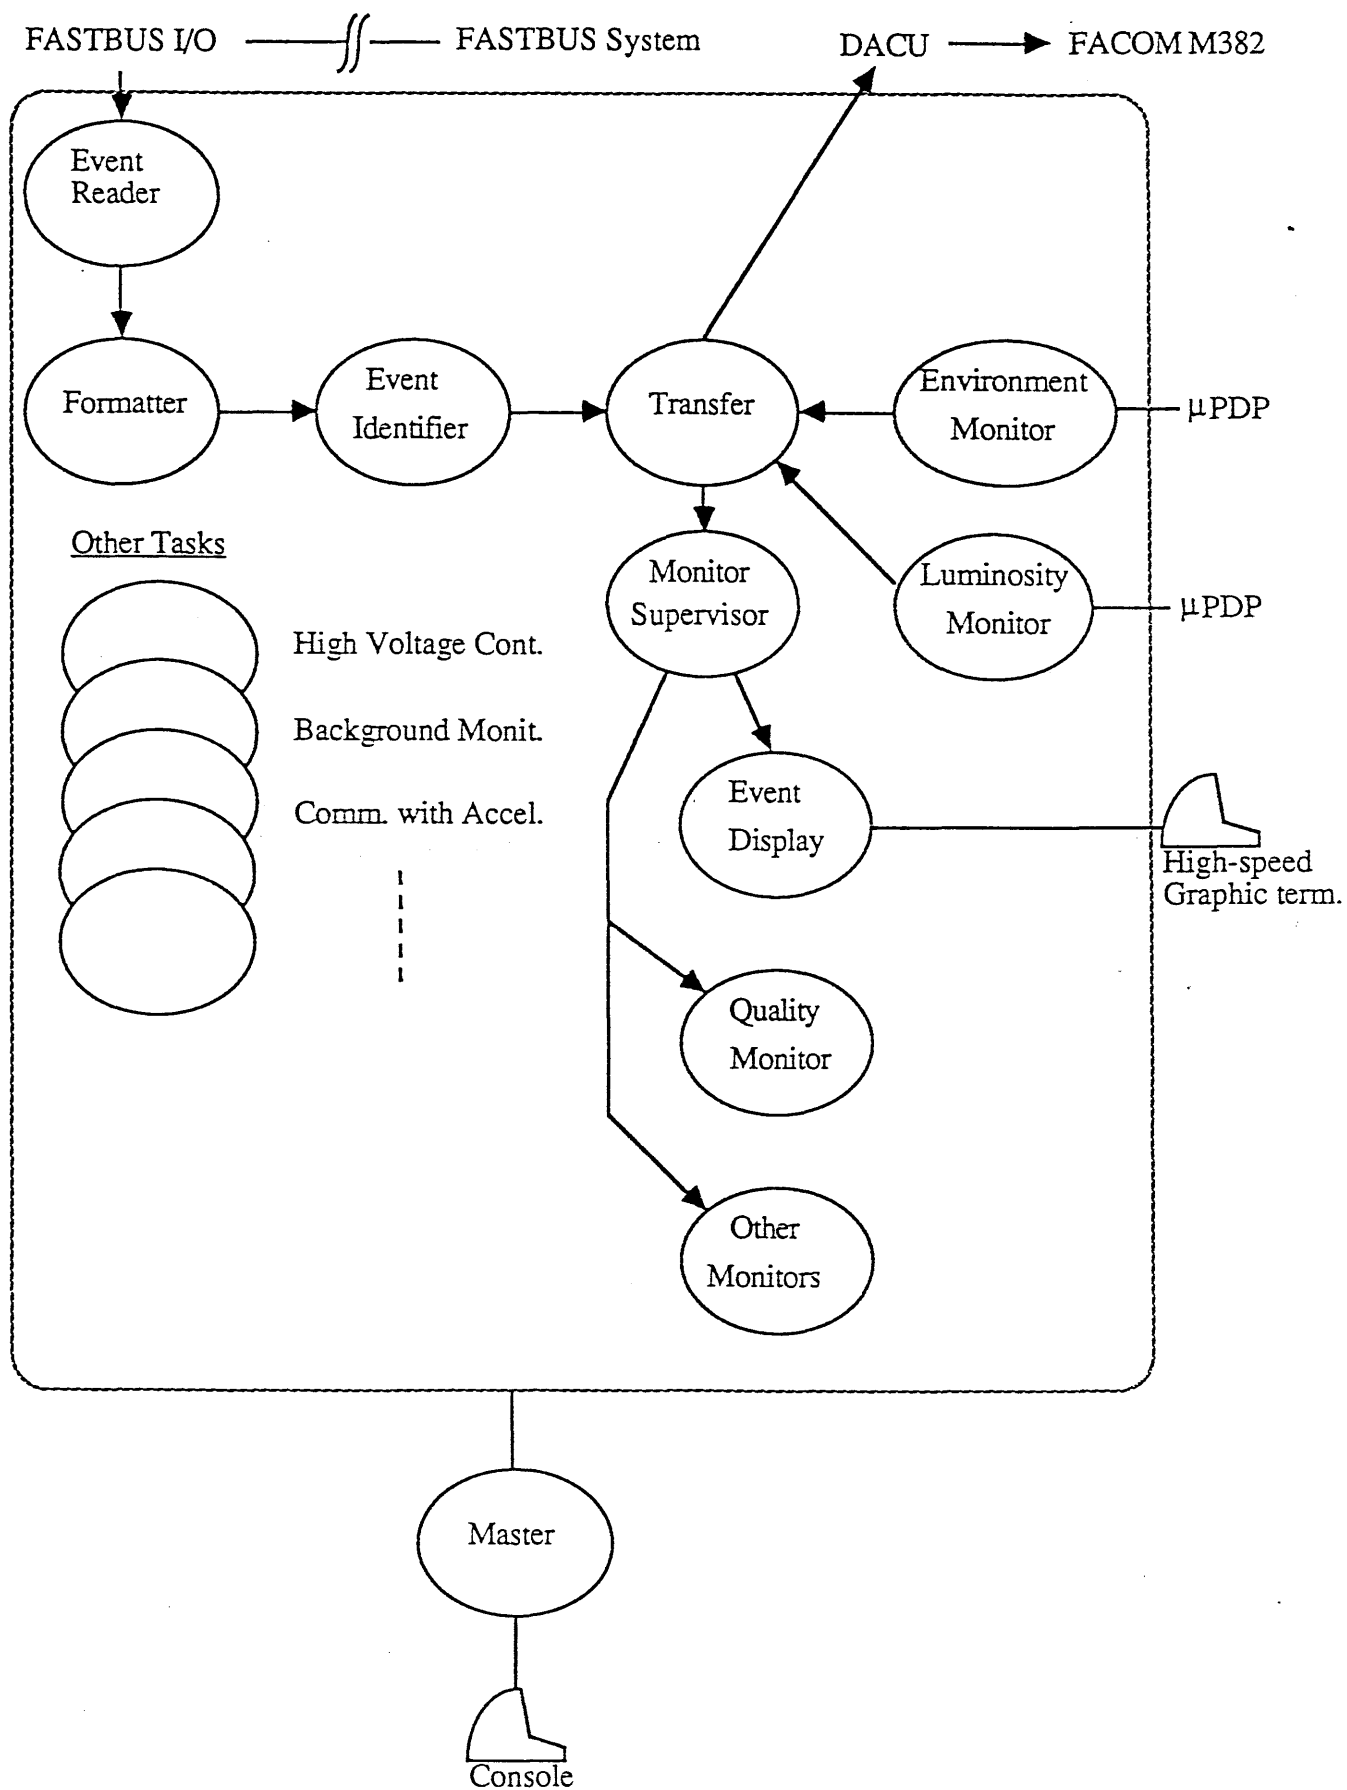 FASTBUS I/O
FASTBUS System
DACU
FACOM M382
Event
Reader
Formatter
Event
Identifier
Transfer
Environment
Monitor
μPDP
Other Tasks
Monitor
Supervisor
Luminosity
Monitor
μPDP
High Voltage Cont.
Background Monit.
Comm. with Accel.
Event
Display
High-speed
Graphic term.
Quality
Monitor
Other
Monitors
Master
Console